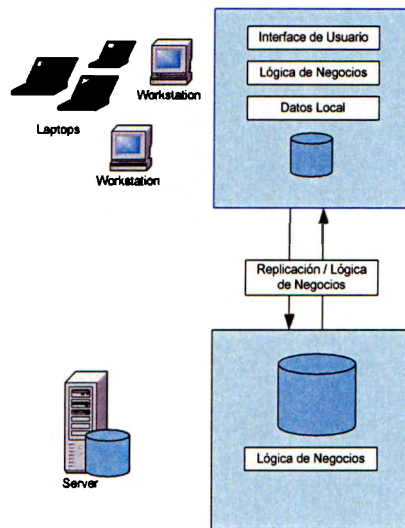 Interface de Usuario
Lógica de Negocios
Datos Local
Workstation
Laptops
Workstation
Replicación / Lógica
de Negocios
Lógica de Negocios
Server